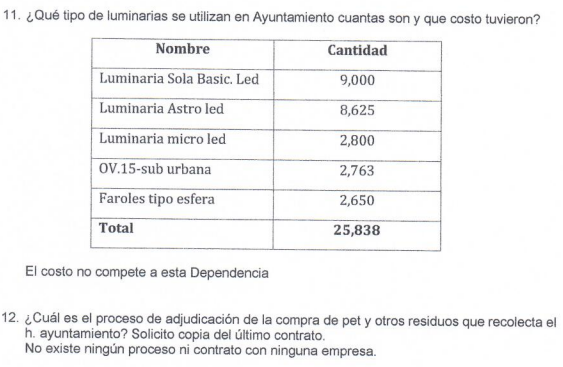 11. ¿Qué tipo de luminarias se utilizan en Ayuntamiento cuantas son y que costo tuvieron?
Nombre Cantidad
Luminaria Sola Basic. Led 9,000
Luminaria Astro led 8,625
Luminaria micro led 2,800
OV.15-sub urbana 2,763
Faroles tipo esfera 2,650
Total 25,838
El costo no compete a esta Dependencia
12. ¿Cuál es el proceso de adjudicación de la compra de pet y otros residuos que recolecta el
h. ayuntamiento? Solicito copia del último contrato.
No existe ningún proceso ni contrato con ninguna empresa.